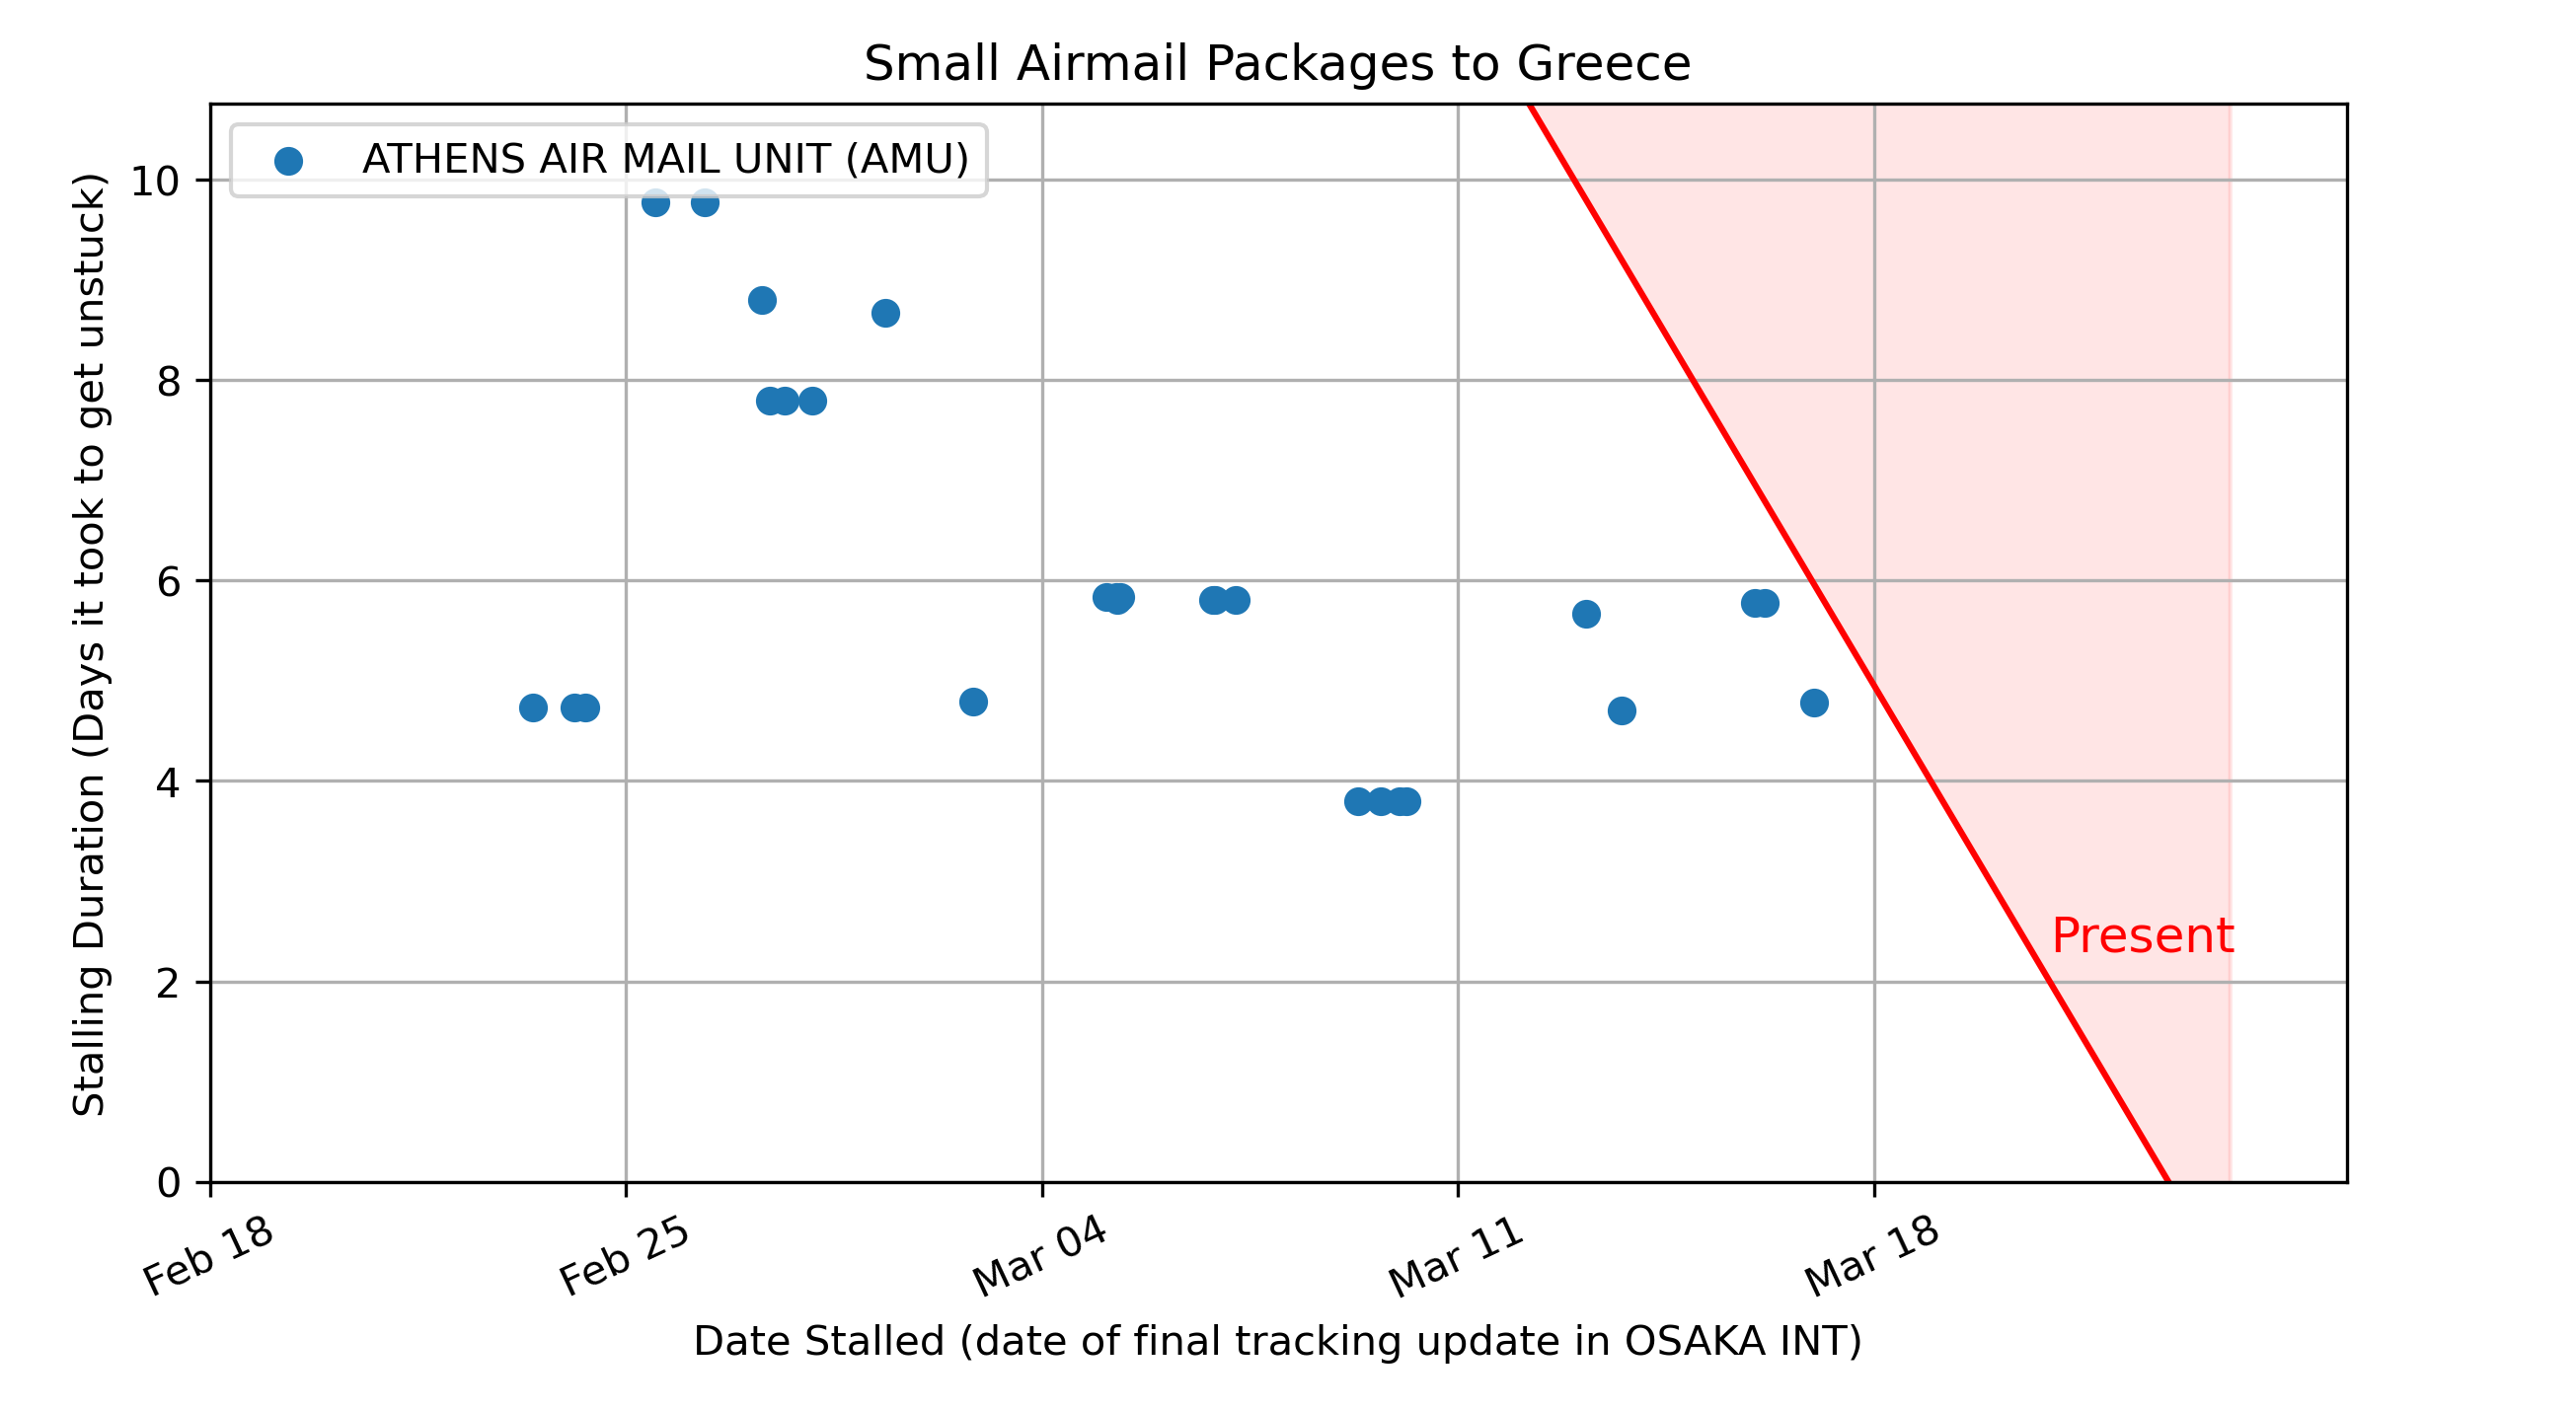 Small Airmail Packages to Greece
ATHENS AIR MAIL UNIT (AMU)
Stalling Duration (Days it took to get unstuck)
10
8
6
4
2
0
Present
Feb 18
Feb 25
Mar 04
Mar 11
Mar 18
Date Stalled (date of final tracking update in OSAKA INT)